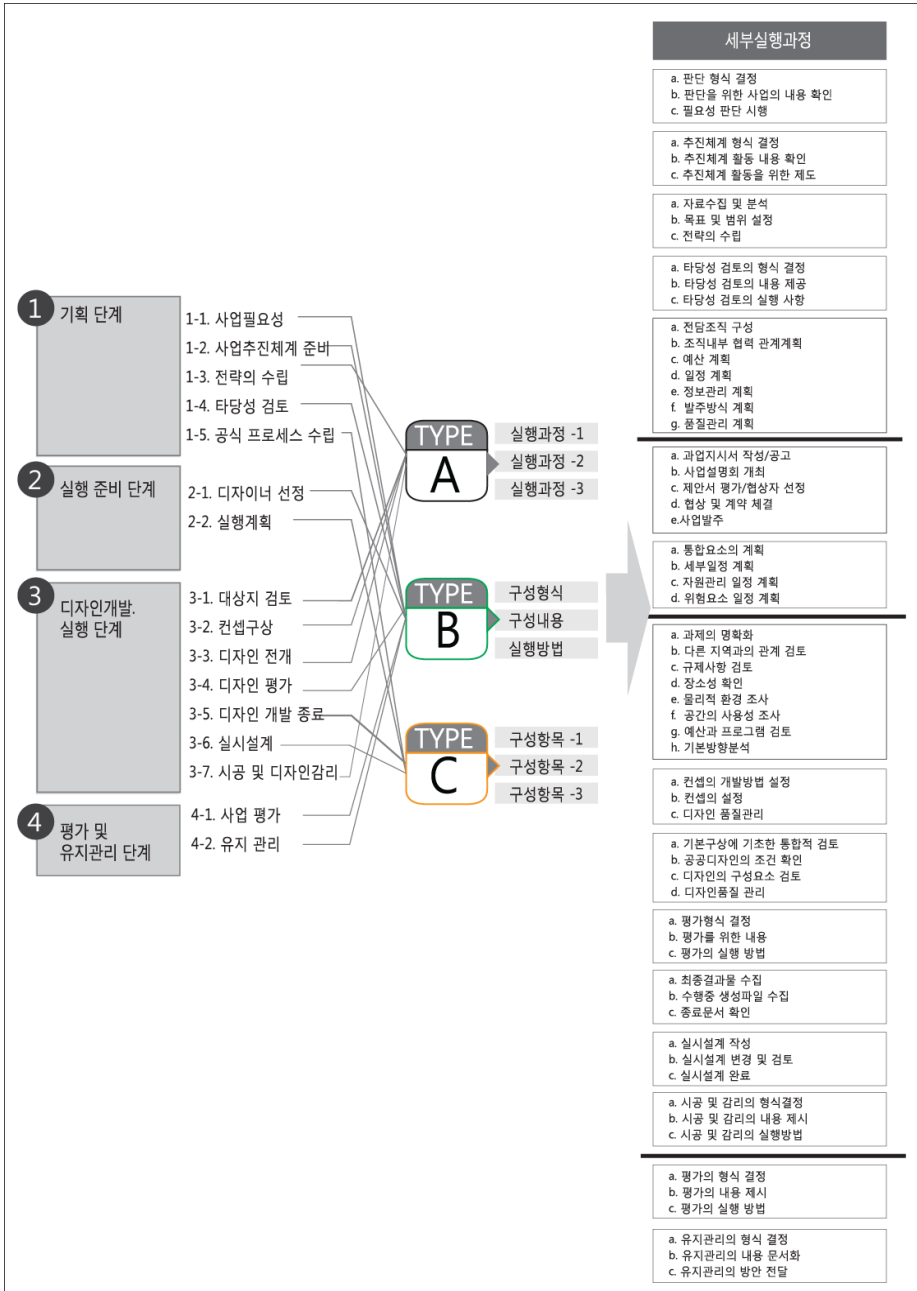 세부실행과정
a. 판단 형식 결정
b. 판단을 위한 사업의 내용 확인
c. 필요성 판단 시행
a. 추진체계 형식 결정
b. 추진체계 활동 내용 확인
c. 추진체계 활동을 위한 제도
a. 자료수집 및 분석
b. 목표 및 범위 설정
c. 전략의 수립
a. 타당성 검토의 형식 결정
b. 타당성 검토의 내용 제공
c. 타당성 검토의 실행 사항
a. 전담조직 구성
b. 조직내부 협력 관계계획
c. 예산 계획
d. 일정 계획
e. 정보관리 계획
f. 발주방식 계획
g. 품질관리 계획
a. 과업지시서 작성/공고
b. 사업설명회 개최
c. 제안서 평가/협상자 선정
d. 협상 및 계약 체결
e.사업발주
a. 통합요소의 계획
b. 세부일정 계획
c. 자원관리 일정 계획
d. 위험요소 일정 계획
a. 과제의 명확화
b. 다른 지역과의 관계 검토
c. 규제사항 검토
d. 장소성 확인
e. 물리적 환경 조사
f. 공간의 사용성 조사
g. 예산과 프로그램 검토
h. 기본방향분석
a. 컨셉의 개발방법 설정
b. 컨셉의 설정
c. 디자인 품질관리
a. 기본구상에 기초한 통합적 검토
b. 공공디자인의 조건 확인
c. 디자인의 구성요소 검토
d. 디자인품질 관리
a. 평가형식 결정
b. 평가를 위한 내용
c. 평가의 실행 방법
a. 최종결과물 수집
b. 수행중 생성파일 수집
c. 종료문서 확인
a. 실시설계 작성
b. 실시설계 변경 및 검토
c. 실시설계 완료
a. 시공 및 감리의 형식결정
b. 시공 및 감리의 내용 제시
c. 시공 및 감리의 실행방법
a. 평가의 형식 결정
b. 평가의 내용 제시
c. 평가의 실행 방법
a. 유지관리의 형식 결정
b. 유지관리의 내용 문서화
c. 유지관리의 방안 전달
1 기획 단계
1-1. 사업필요성
1-2. 사업추진체계 준비
1-3. 전략의 수립
1-4. 타당성 검토
1-5. 공식 프로세스 수립
2 실행 준비 단계
2-1. 디자이너 선정
2-2. 실행계획
3 디자인개발.
실행 단계
3-1. 대상지 검토
3-2. 컨셉구상
3-3. 디자인 전개
3-4. 디자인 평가
3-5. 디자인 개발 종료
3-6. 실시설계
3-7. 시공 및 디자인감리
4 평가 및
유지관리 단계
4-1. 사업 평가
4-2. 유지 관리
TYPE
A
실행과정 -1
실행과정 -2
실행과정 -3
TYPE
B
구성형식
구성내용
실행방법
TYPE
C
구성항목 -1
구성항목 -2
구성항목 -3